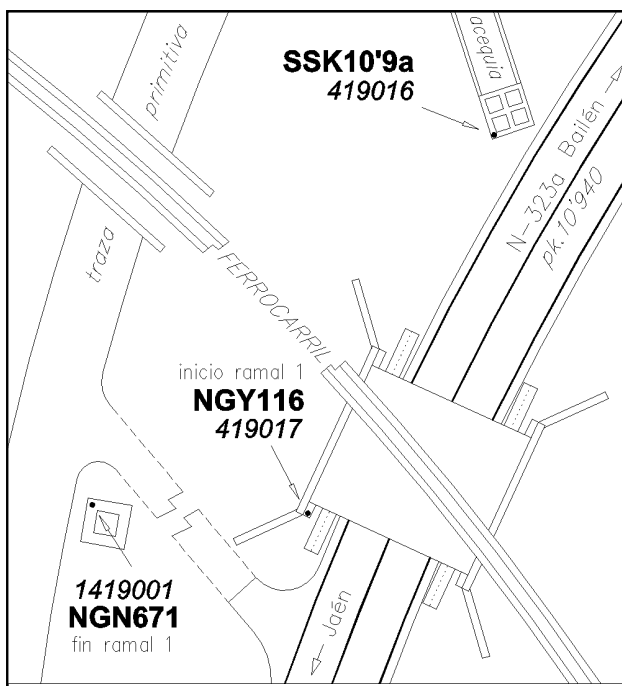 primitiva
SSK10'9a
419016
acequia
N-323a Bailén
pk.10'940
traza
FERROCARRIL
inicio ramal 1
NGY116
419017
1419001
NGN671
fin ramal 1
Jaén